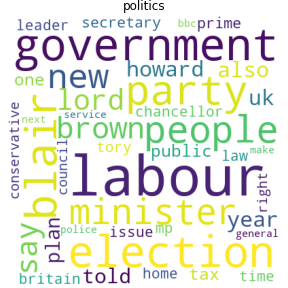 politics
leader secretary bbc prime
government
one new howard also
lord party uk
chancellor
conservative blair brown people
next service tory public law
council labour
say plan minister year
issue mp right
police election make
general
told home tax time
britain